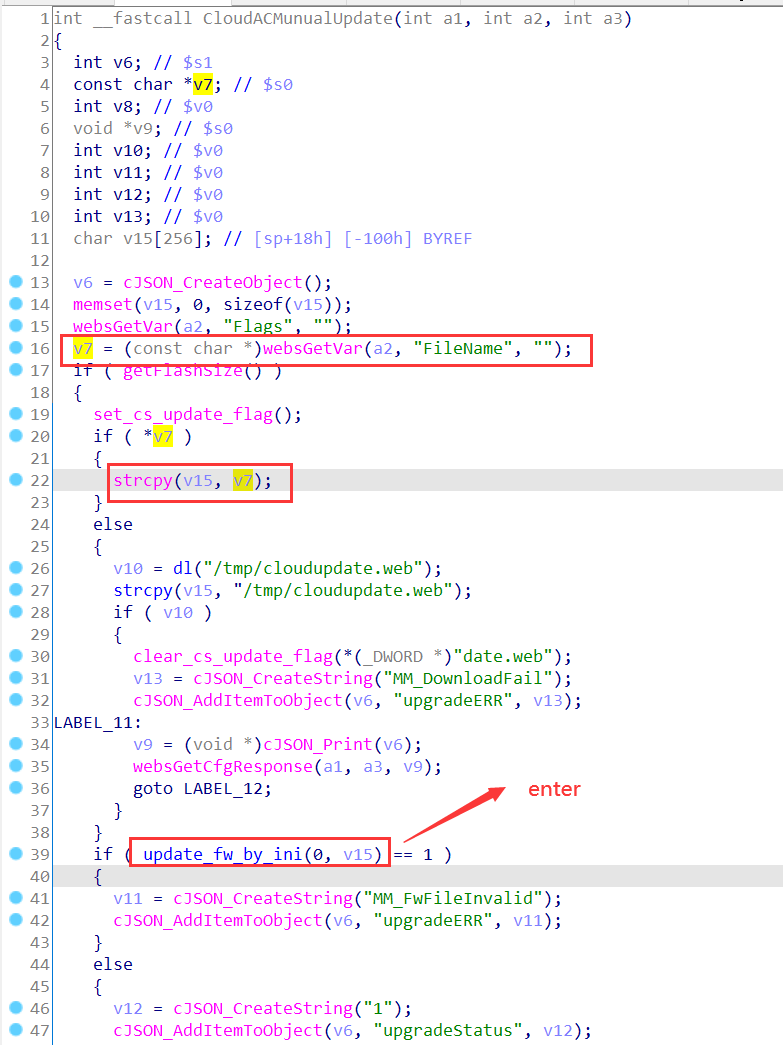 1 int __fastcall CloudACMunualUpdate(int a1, int a2, int a3)
2 {
3 int v6; // $s1
4 const char *v7; // $s0
5 int v8; // $v0
6 void *v9; // $s0
7 int v10; // $v0
8 int v11; // $v0
9 int v12; // $v0
10 int v13; // $v0
11 char v15[256]; // [sp+18h] [-100h] BYREF
12
13 v6 = cJSON_CreateObject();
14 memset(v15, 0, sizeof(v15));
15 websGetVar(a2, "Flags", "");
16 v7 = (const char *)websGetVar(a2, "FileName", "");
17 if ( getFlashSize() )
18 {
19 set_cs_update_flag();
20 if ( *v7 )
21 {
22 strcpy(v15, v7);
23 }
24 else
25 {
26 v10 = dl("/tmp/cloudupdate.web");
27 strcpy(v15, "/tmp/cloudupdate.web");
28 if ( v10 )
29 {
30 clear_cs_update_flag(*(_DWORD *)"date.web");
31 v13 = cJSON_CreateString("MM_DownloadFail");
32 cJSON_AddItemToObject(v6, "upgradeERR", v13);
33 LABEL_11:
34 v9 = (void *)cJSON_Print(v6);
35 websGetCfgResponse(a1, a3, v9);
36 goto LABEL_12;
enter
37 }
38 }
39 if ( update_fw_by_ini(0, v15) == 1 )
40 {
41 v11 = cJSON_CreateString("MM_FwFileInvalid");
42 cJSON_AddItemToObject(v6, "upgradeERR", v11);
43 }
44 else
45 {
46 v12 = cJSON_CreateString("1");
47 cJSON_AddItemToObject(v6, "upgradeStatus", v12);